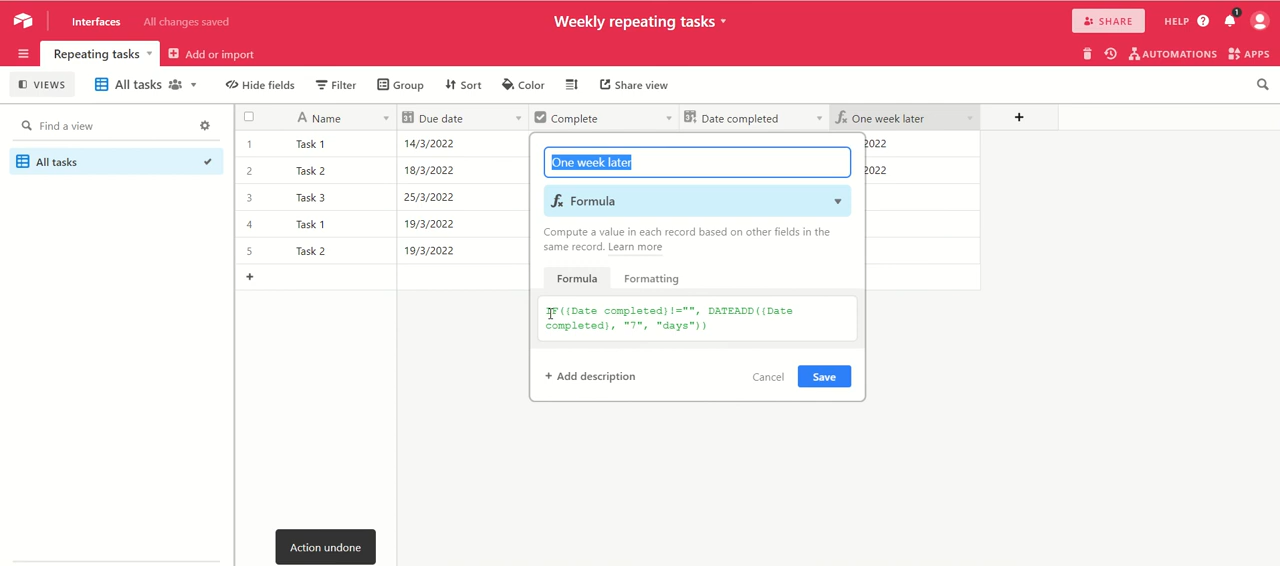 Interfaces All changes saved Weekly repeating tasks SHARE HELP 1
Repeating tasks Add or import AUTOMATIONS APPS
VIEWS All tasks Hide fields Filter Group Sort Color Share view
Find a view
All tasks
Name Due date Complete Date completed One week later
1 Task 1 14/3/2022 2022
2 Task 2 18/3/2022 2022
3 Task 3 25/3/2022
4 Task 1 19/3/2022
5 Task 2 19/3/2022
One week later
Formula
Compute a value in each record based on other fields in the
same record. Learn more
Formula Formatting
IF({Date completed}!="", DATEADD({Date
completed}, "7", "days"))
+ Add description Cancel Save
Action undone